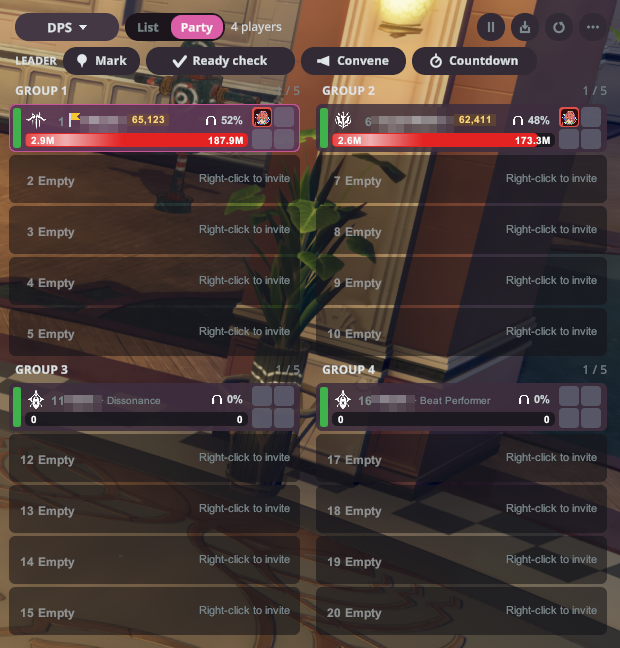 DPS List Party 4 players
LEADER Mark Ready check Convene Countdown
GROUP 1 1 / 5
1 65,123 52%
2.9M 187.9M
2 Empty Right-click to invite
3 Empty Right-click to invite
4 Empty Right-click to invite
5 Empty Right-click to invite
GROUP 2 1 / 5
6 62,411 48%
2.6M 173.3M
7 Empty Right-click to invite
8 Empty Right-click to invite
9 Empty Right-click to invite
10 Empty Right-click to invite
GROUP 3 1 / 5
11 - Dissonance 0%
0 0
12 Empty Right-click to invite
13 Empty Right-click to invite
14 Empty Right-click to invite
15 Empty Right-click to invite
GROUP 4 1 / 5
16 - Beat Performer 0%
0 0
17 Empty Right-click to invite
18 Empty Right-click to invite
19 Empty Right-click to invite
20 Empty Right-click to invite